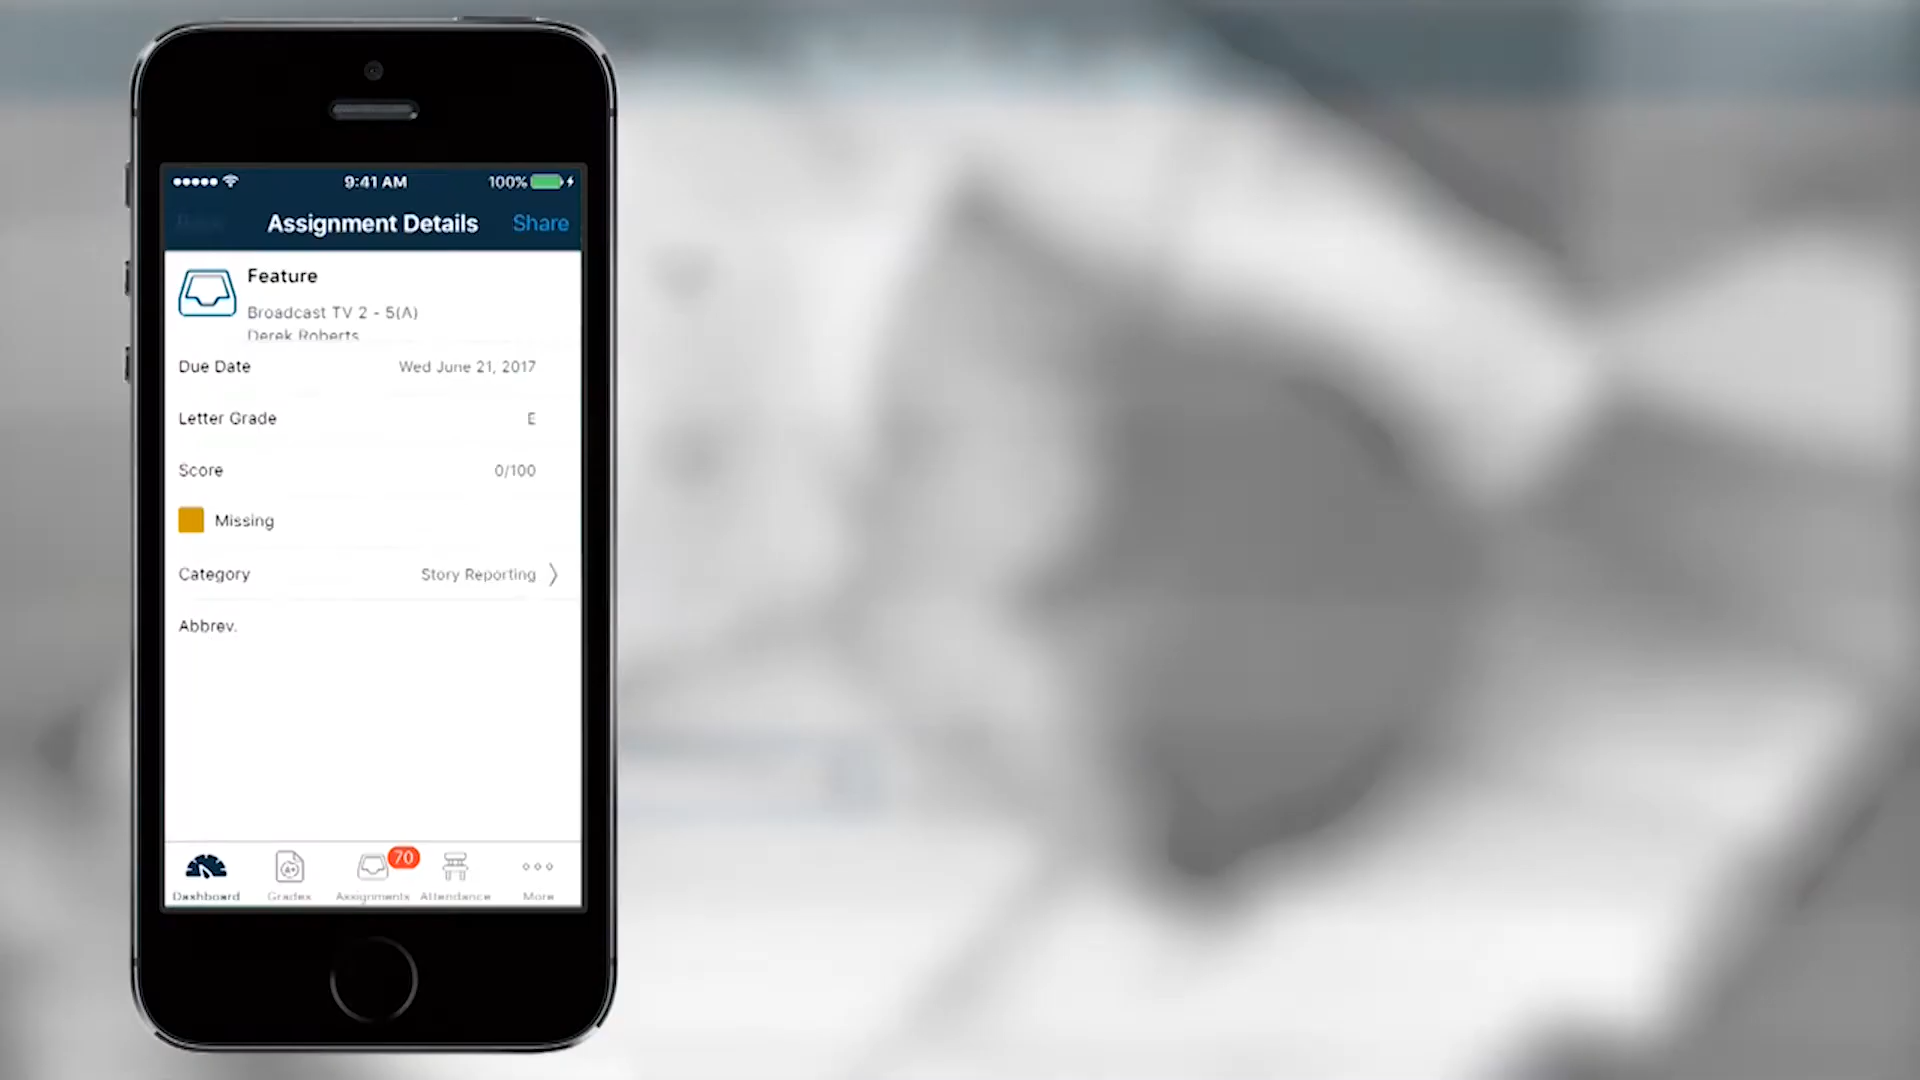 9:41 AM 100%
Assignment Details Share
Feature
Broadcast TV 2 - 5(A)
Derek Roberts
Due Date Wed June 21, 2017
Letter Grade E
Score 0/100
Missing
Category Story Reporting
Abbrev.
70
Dashboard Grades Assignments Attendance More